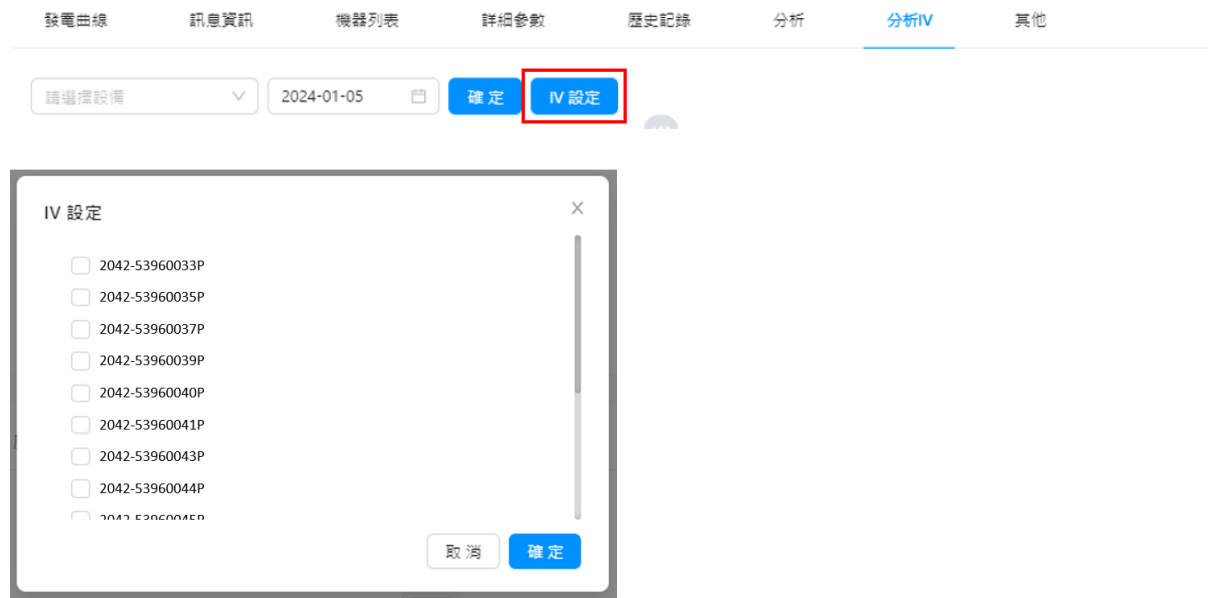 發電曲線 訊息資訊 機器列表 詳細參數 歷史記錄 分析 分析IV 其他
請選擇設備 2024-01-05 確定 IV 設定
IV 設定
2042-53960033P
2042-53960035P
2042-53960037P
2042-53960039P
2042-53960040P
2042-53960041P
2042-53960043P
2042-53960044P
2042-53960045P
取消 確定